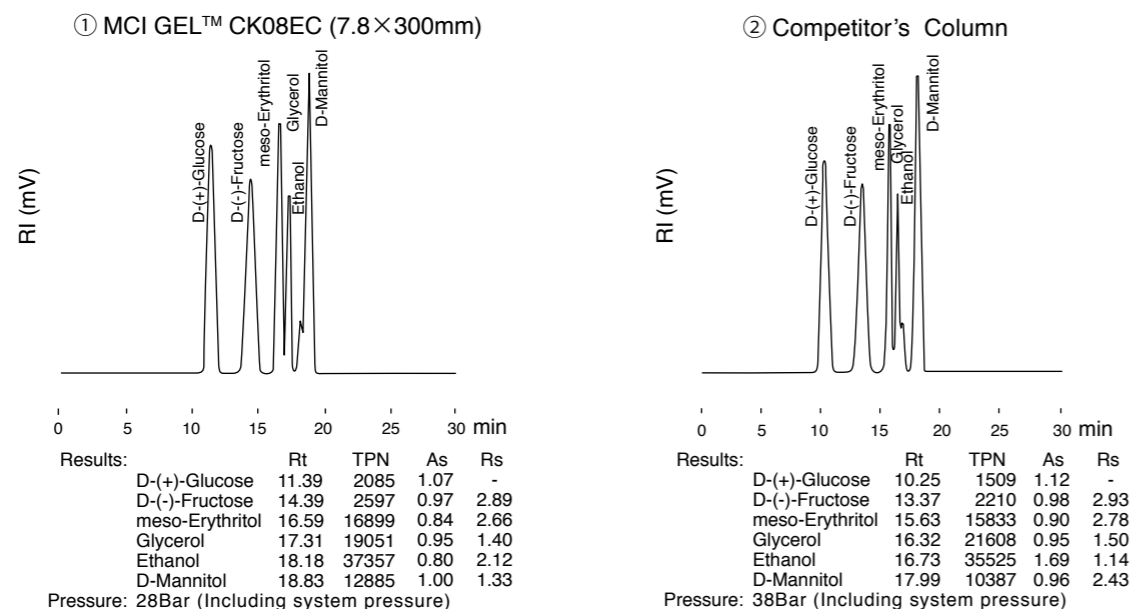 ① MCI GEL™ CK08EC (7.8×300mm)
RI (mV)
D-(+)-Glucose
D-(-)-Fructose
meso-Erythritol
Glycerol
Ethanol
D-Mannitol
0 5 10 15 20 25 30 min
Results: Rt TPN As Rs
D-(+)-Glucose 11.39 2085 1.07 -
D-(-)-Fructose 14.39 2597 0.97 2.89
meso-Erythritol 16.59 16899 0.84 2.66
Glycerol 17.31 19051 0.95 1.40
Ethanol 18.18 37357 0.80 2.12
D-Mannitol 18.83 12885 1.00 1.33
Pressure: 28Bar (Including system pressure)
② Competitor's Column
RI (mV)
D-(+)-Glucose
D-(-)-Fructose
meso-Erythritol
Glycerol
Ethanol
D-Mannitol
0 5 10 15 20 25 30 min
Results: Rt TPN As Rs
D-(+)-Glucose 10.25 1509 1.12 -
D-(-)-Fructose 13.37 2210 0.98 2.93
meso-Erythritol 15.63 15833 0.90 2.78
Glycerol 16.32 21608 0.95 1.50
Ethanol 16.73 35525 1.69 1.14
D-Mannitol 17.99 10387 0.96 2.43
Pressure: 38Bar (Including system pressure)